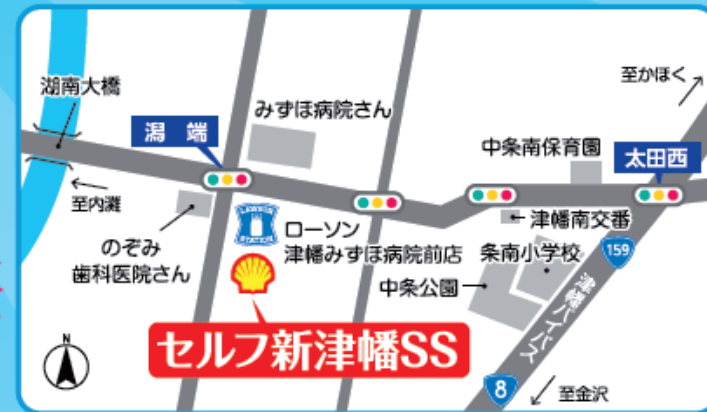 湖南大橋
みずほ病院さん
至かほく
潟 端
中条南保育園
太田西
至内灘
のぞみ
歯科医院さん
LAWSON
STATION
ローソン
津幡みずほ病院前店
津幡南交番
条南小学校
159
中条公園
津幡バイパス
セルフ新津幡SS
N
8
至金沢